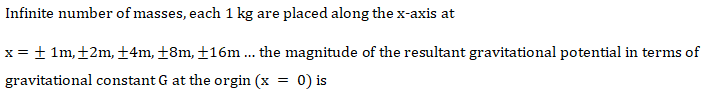 Infinite number of masses, each 1 kg are placed along the x-axis at
x = ± 1m,±2m,±4m,±8m,±16m ... the magnitude of the resultant gravitational potential in terms of
gravitational constant G at the orgin (x = 0) is